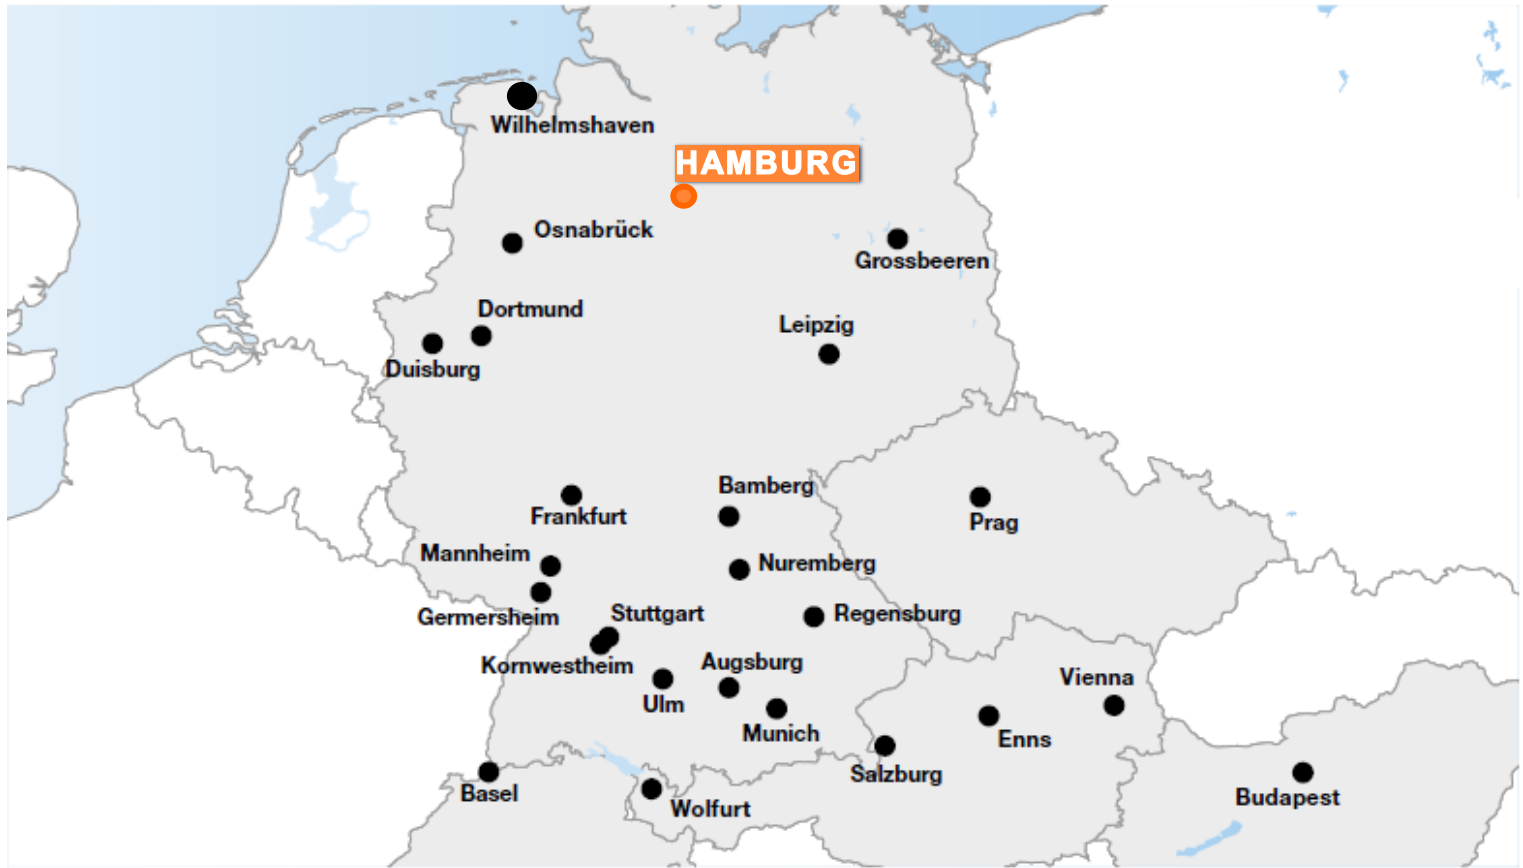 Wilhelmshaven
HAMBURG
Osnabrück
Grossbeeren
Dortmund
Leipzig
Duisburg
Bamberg
Frankfurt
Prag
Mannheim
Nuremberg
Germersheim
Stuttgart
Regensburg
Kornwestheim
Augsburg
Vienna
Ulm
Munich
Enns
Salzburg
Basel
Budapest
Wolfurt